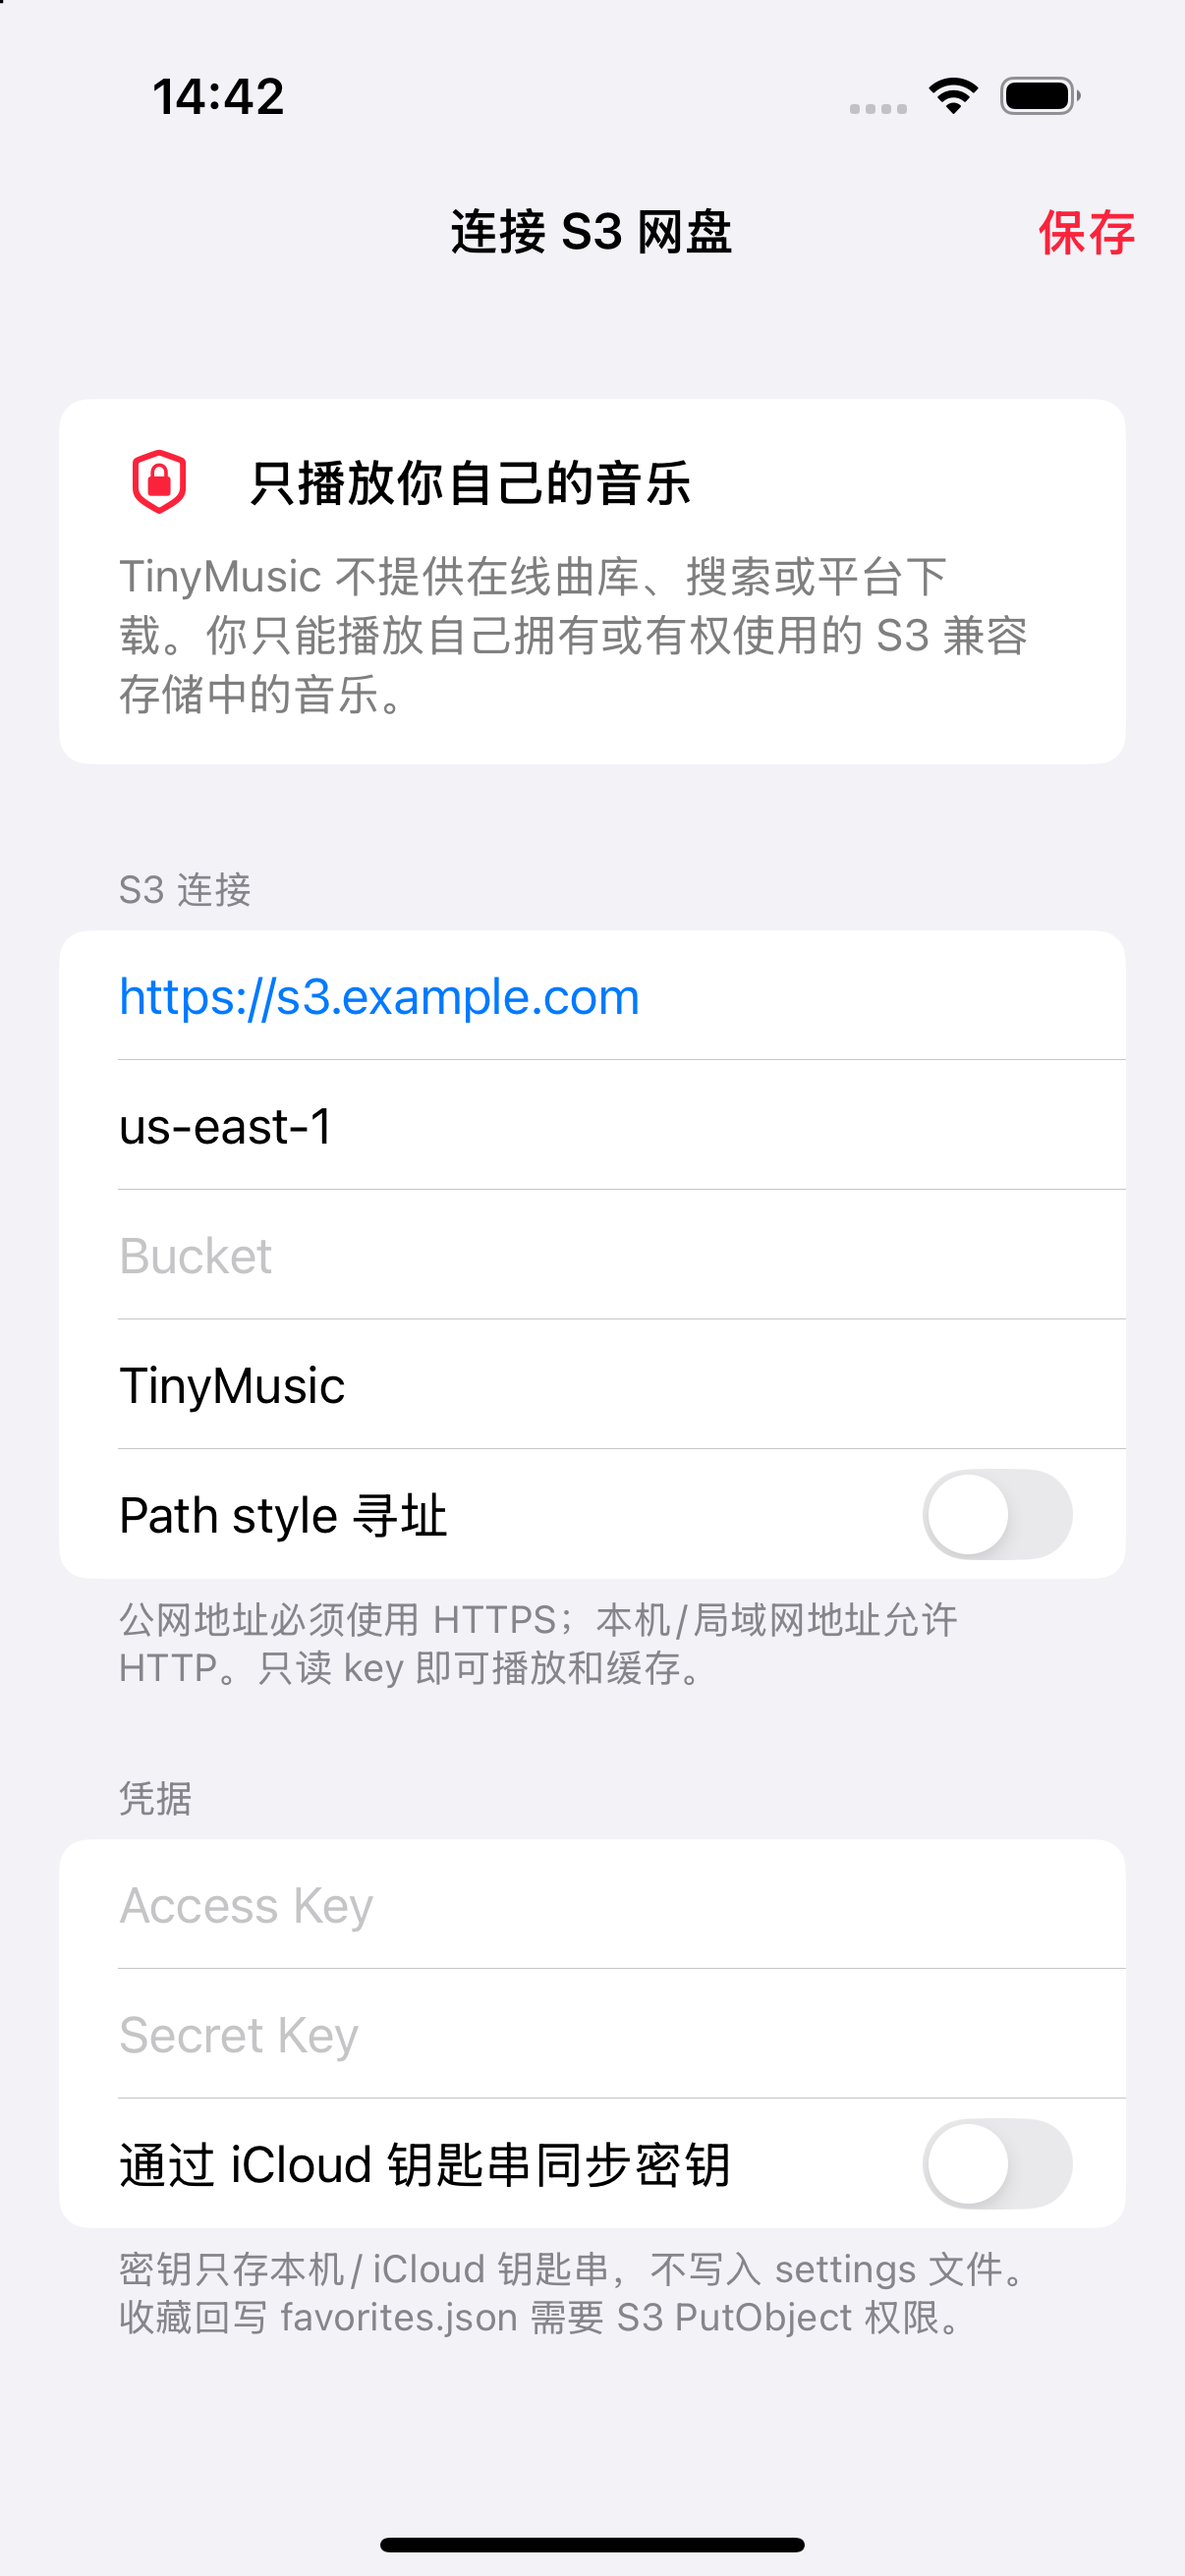 14:42
连接 S3 网盘
保存
只播放你自己的音乐
TinyMusic 不提供在线曲库、搜索或平台下
载。你只能播放自己拥有或有权使用的 S3 兼容
存储中的音乐。
S3 连接
https://s3.example.com
us-east-1
Bucket
TinyMusic
Path style 寻址
公网地址必须使用 HTTPS；本机/局域网地址允许
HTTP。只读 key 即可播放和缓存。
凭据
Access Key
Secret Key
通过 iCloud 钥匙串同步密钥
密钥只存本机/ iCloud 钥匙串，不写入 settings 文件。
收藏回写 favorites.json 需要 S3 PutObject 权限。